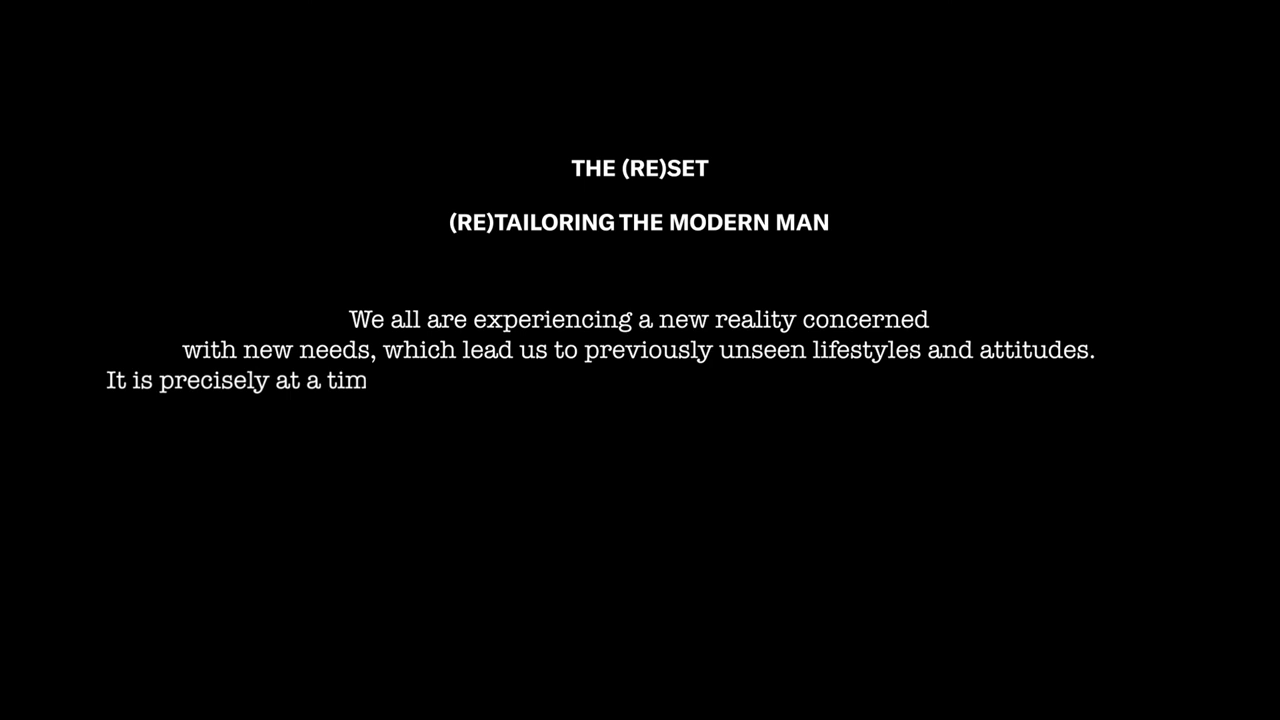 THE (RE)SET
(RE)TAILORING THE MODERN MAN
We all are experiencing a new reality concerned
with new needs, which lead us to previously unseen lifestyles and attitudes.
It is precisely at a tim